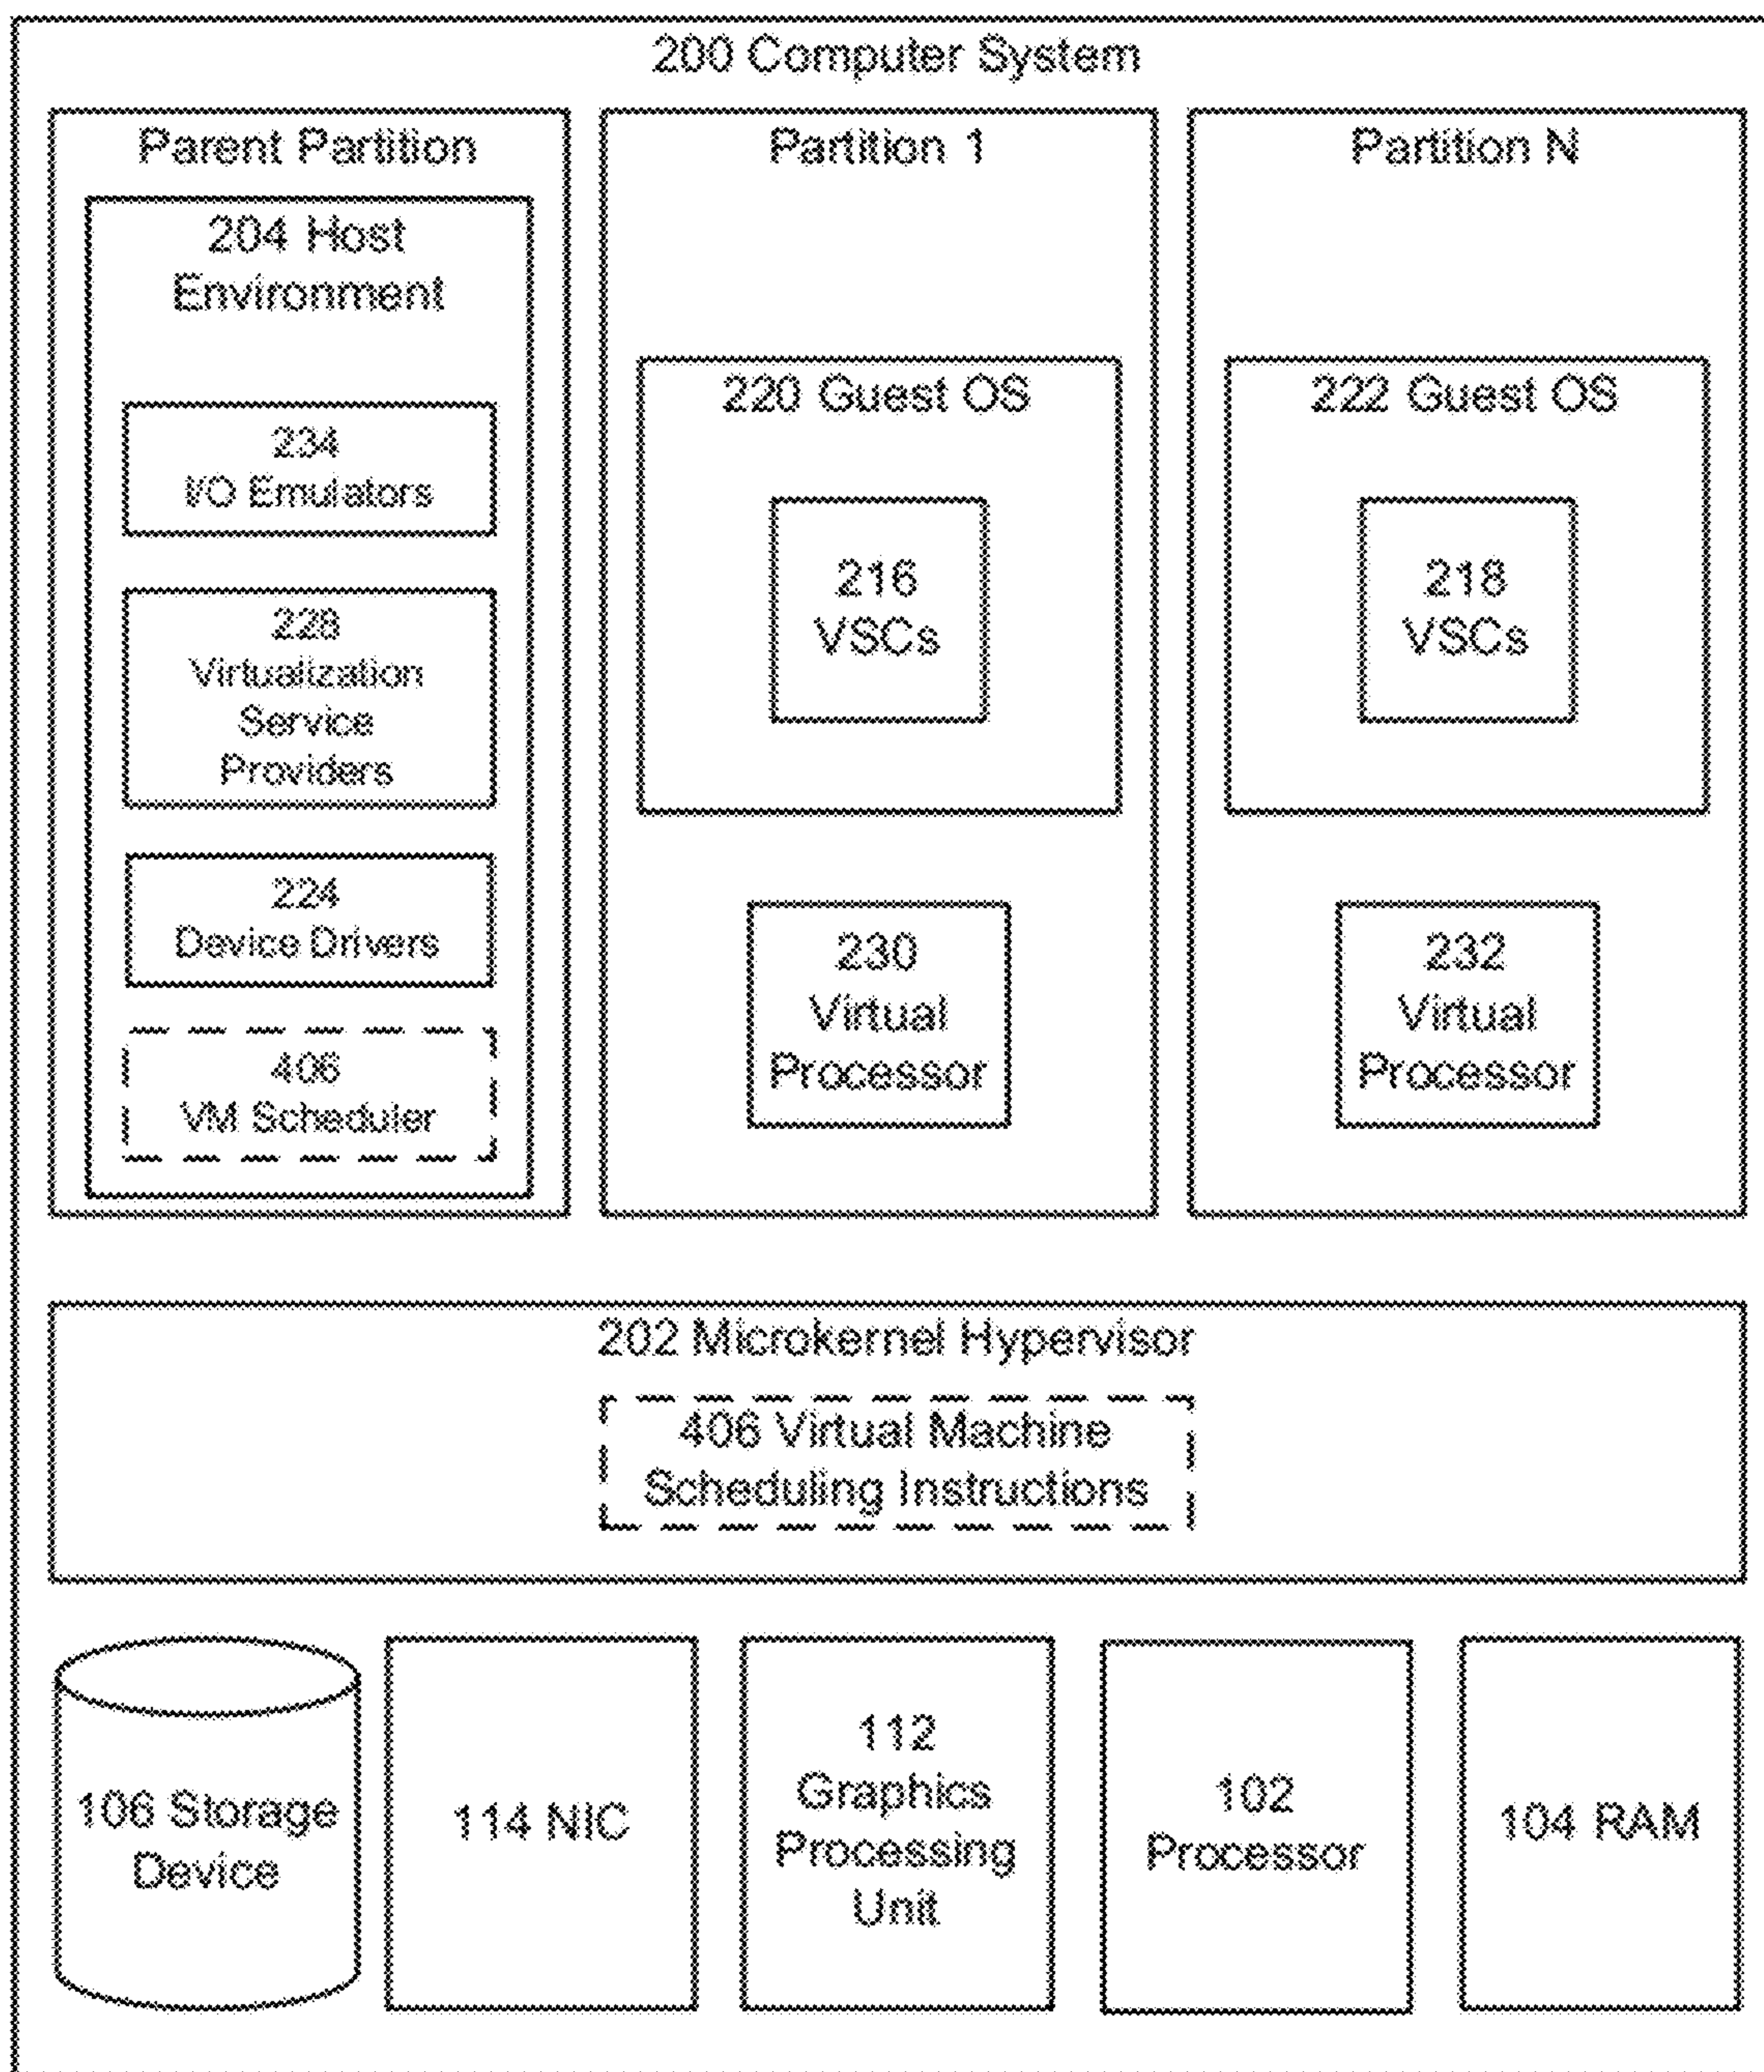 200 Computer System
Parent Partition
204 Host
Environment
234
I/O Emulators
228
Virtualization
Service
Providers
224
Device Drivers
406
VM Scheduler
Partition 1
220 Guest OS
216
VSCs
230
Virtual
Processor
Partition N
222 Guest OS
218
VSCs
232
Virtual
Processor
202 Microkernel Hypervisor
406 Virtual Machine
Scheduling Instructions
106 Storage
Device
114 NIC
112
Graphics
Processing
Unit
102
Processor
104 RAM